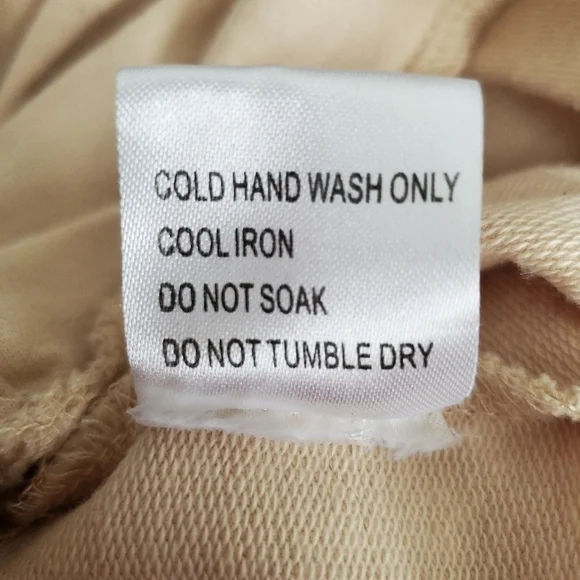 COLD HAND WASH ONLY
COOL IRON
DO NOT SOAK
DO NOT TUMBLE DRY